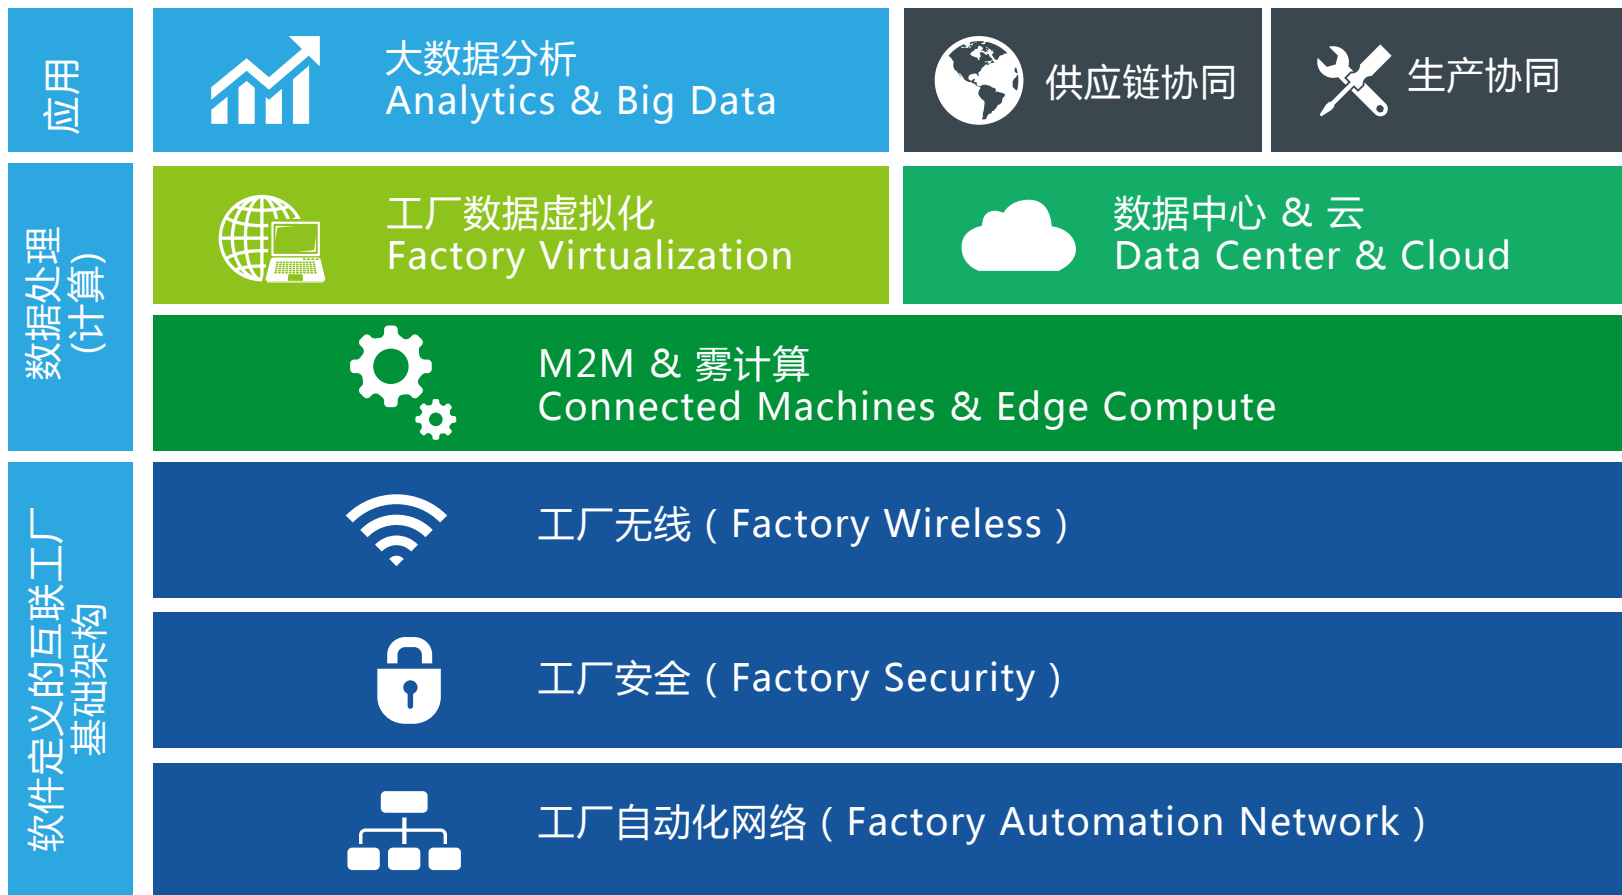 应用
大数据分析
Analytics & Big Data
供应链协同
生产协同
数据处理
(计算)
工厂数据虚拟化
Factory Virtualization
数据中心 & 云
Data Center & Cloud
M2M & 雾计算
Connected Machines & Edge Compute
软件定义的互联工厂
基础架构
工厂无线（Factory Wireless）
工厂安全（Factory Security）
工厂自动化网络（Factory Automation Network）